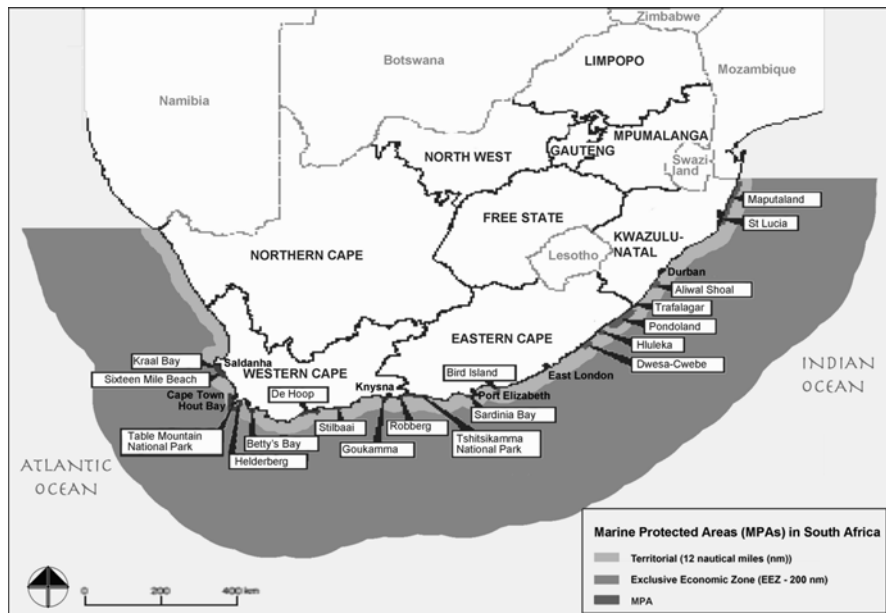 Zimbabwe
LIMPOPO
Botswana
Mozambique
Namibia
MPUMALANGA
GAUTENG
NORTH WEST
Swazi
land
Maputaland
FREE STATE
St Lucia
KWAZULU-
NATAL
NORTHERN CAPE
Lesotho
Durban
Aliwal Shoal
Trafalagar
Pondoland
EASTERN CAPE
Hluleka
Kraal Bay
Saldanha
Dwesa-Cwebe
INDIAN
OCEAN
WESTERN CAPE
Bird Island
East London
Sixteen Mile Beach
Knysna
De Hoop
Cape Town
Hout Bay
Port Elizabeth
Sardinia Bay
Stilbaai
Robberg
Table Mountain
National Park
Betty's Bay
Goukamma
Tshitsikamma
National Park
Helderberg
ATLANTIC
OCEAN
Marine Protected Areas (MPAs) in South Africa
Territorial (12 nautical miles (nm))
Exclusive Economic Zone (EEZ - 200 nm)
MPA
0 200 400 km